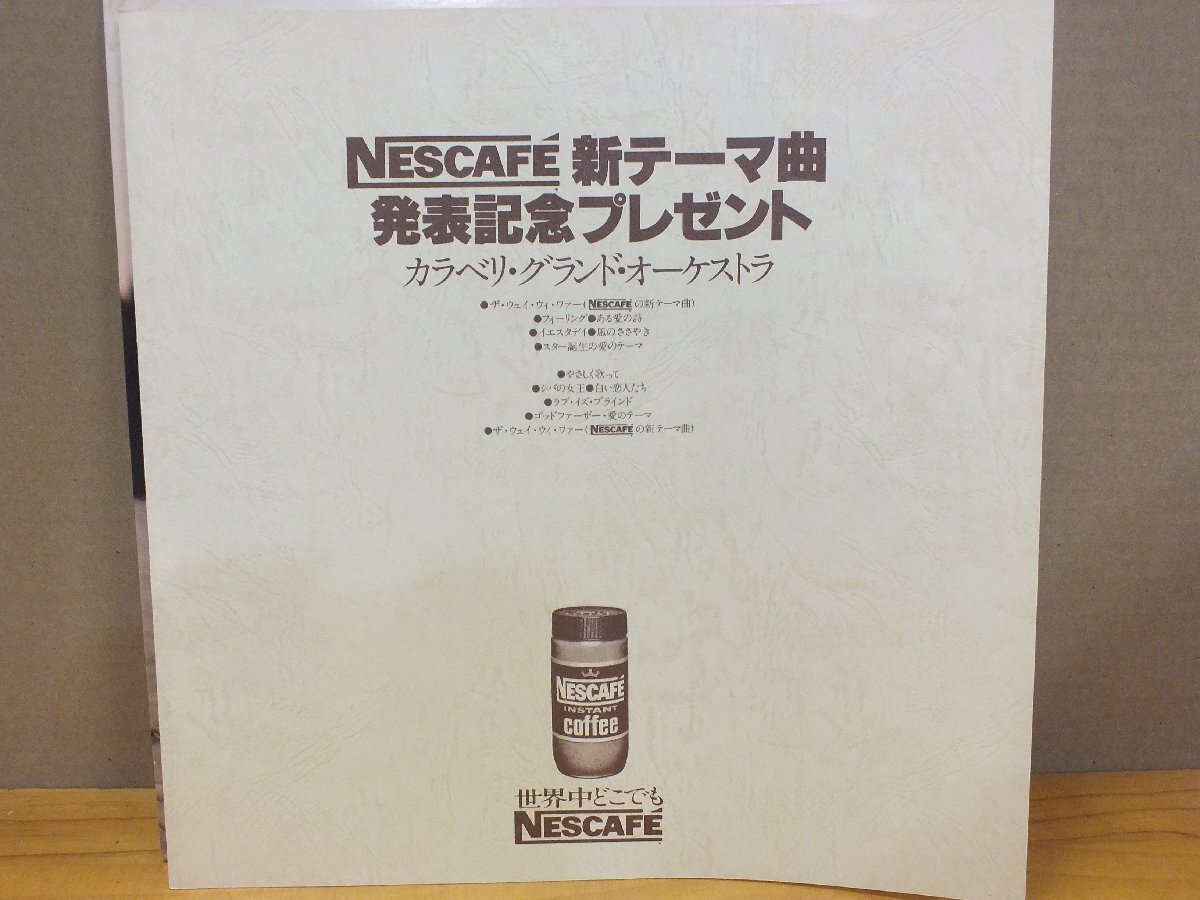 NESCAFÉ 新テーマ曲
発表記念プレゼント
カラベリ・グランド・オーケストラ
●ザ・ウェイ・ウィ・ワァー(NESCAFÉの新テーマ曲)
●フィーリング●ある愛の詩
●イエスタデイ●風のささやき
●スター誕生の愛のテーマ
●やさしく歌って
●シバの女王●白い恋人たち
●ラブ・イズ・ブラインド
●ゴッドファーザー・愛のテーマ
●ザ・ウェイ・ウィ・ワァー(NESCAFÉの新テーマ曲)
NESCAFÉ
INSTANT
coffee
世界中どこでも
NESCAFÉ